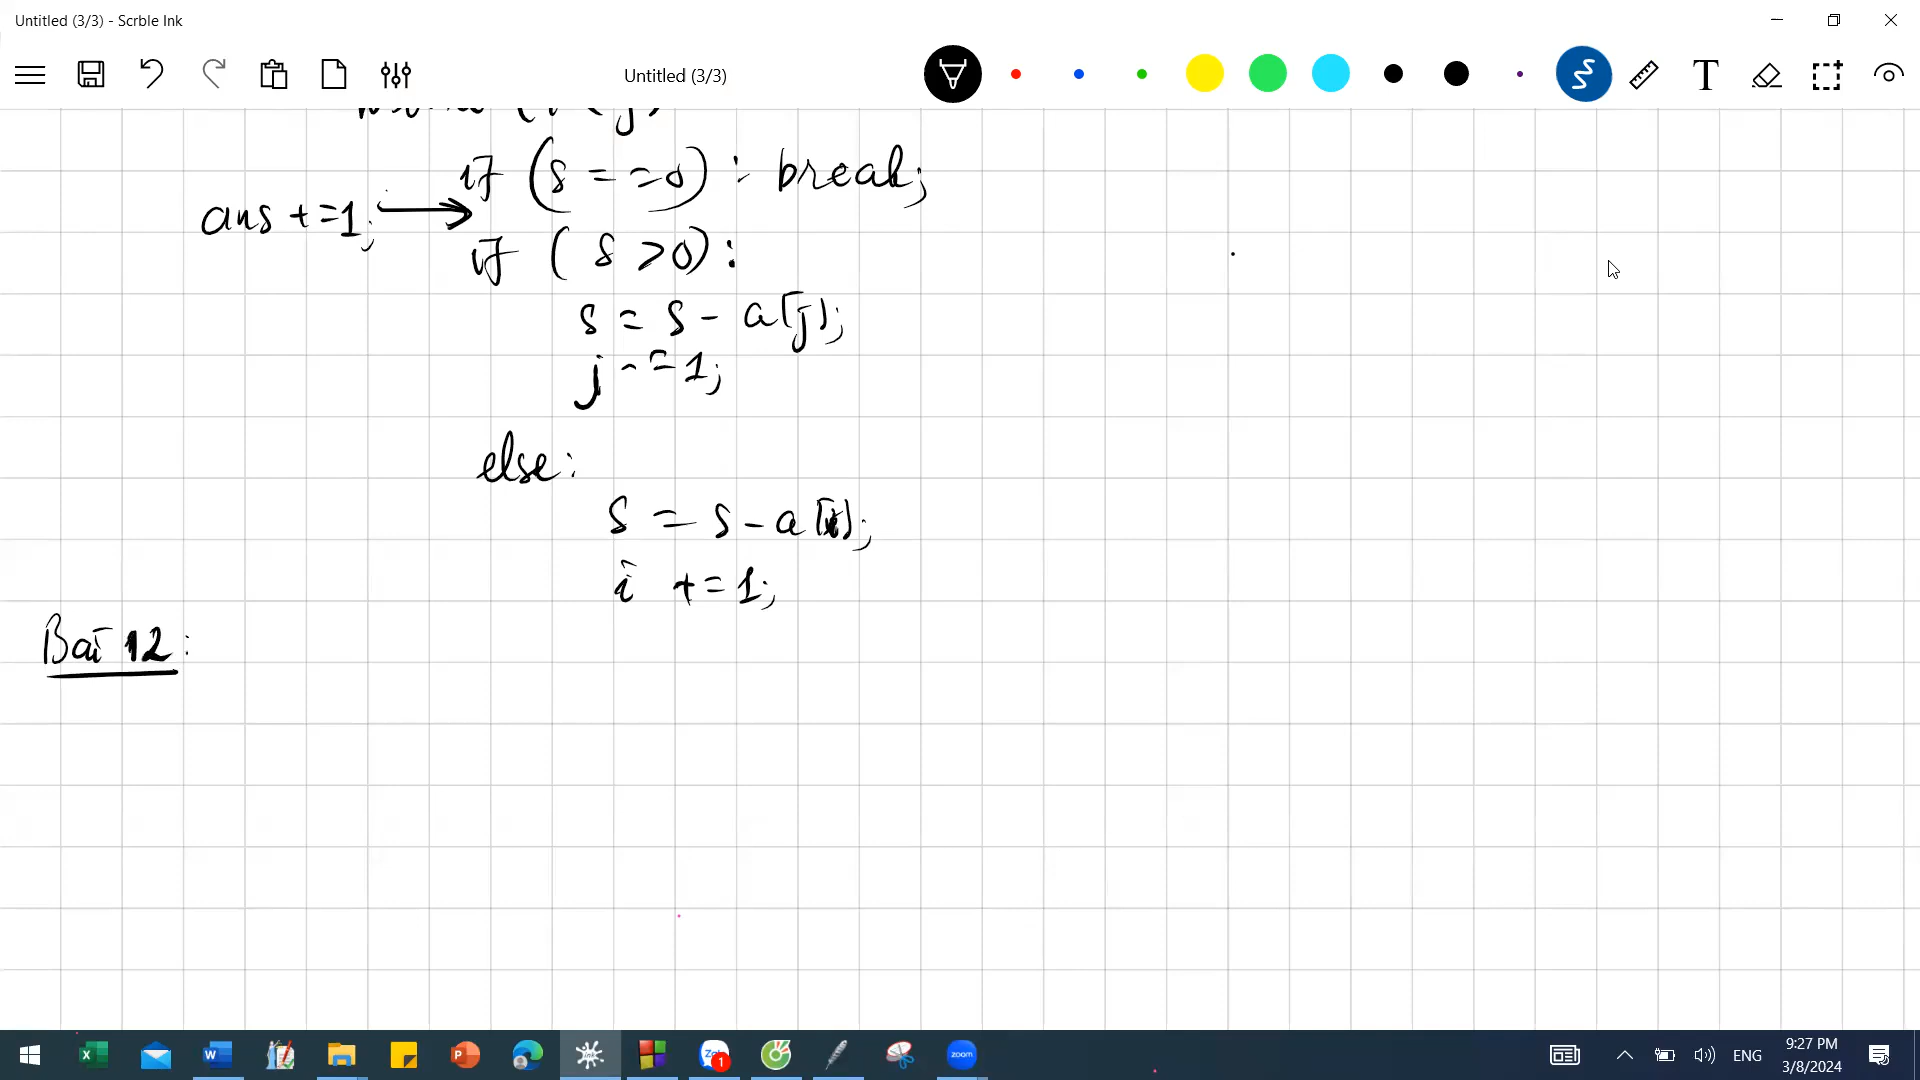 Untitled (3/3) - Scrble Ink
Untitled (3/3)
T
if (s = = 0) : break;
ans += 1;
if ( s > 0) :
s = s - a[j];
j -= 1;
else:
s = s - a[i];
i += 1;
Bài 12:
zoom
ENG
9:27 PM
3/8/2024